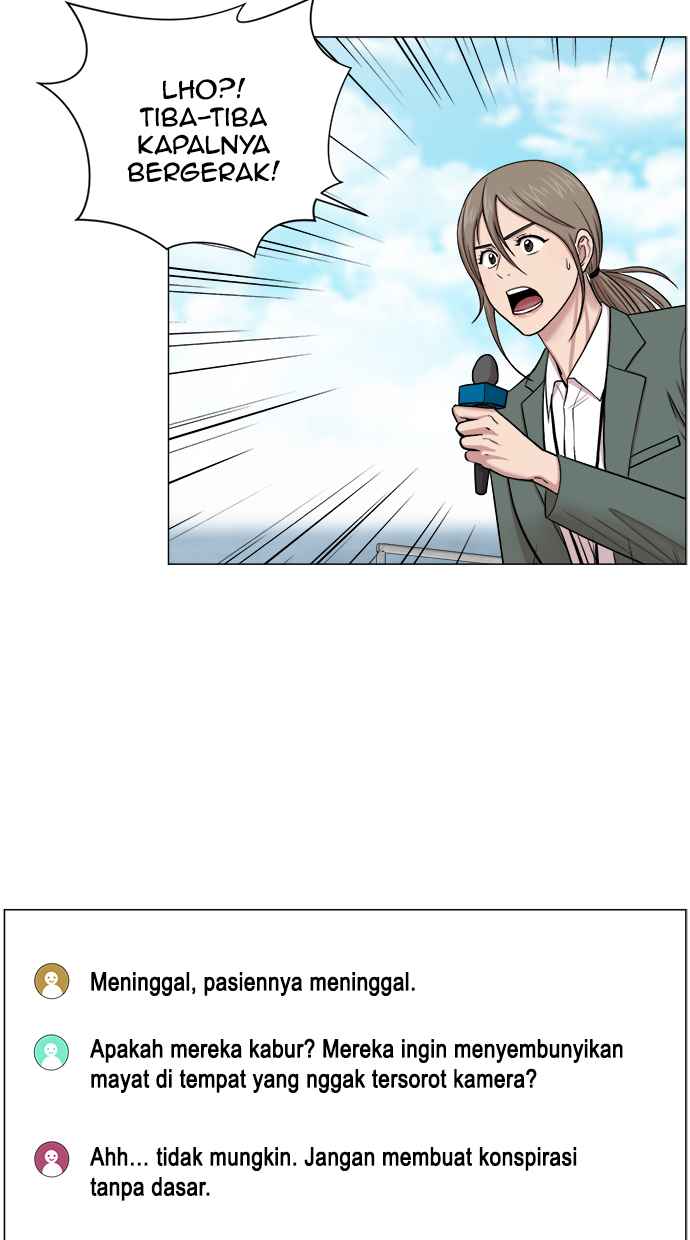 LHO?!
TIBA-TIBA
KAPALNYA
BERGERAK!
Meninggal, pasiennya meninggal.
Apakah mereka kabur? Mereka ingin menyembunyikan
mayat di tempat yang nggak tersorot kamera?
Ahh... tidak mungkin. Jangan membuat konspirasi
tanpa dasar.